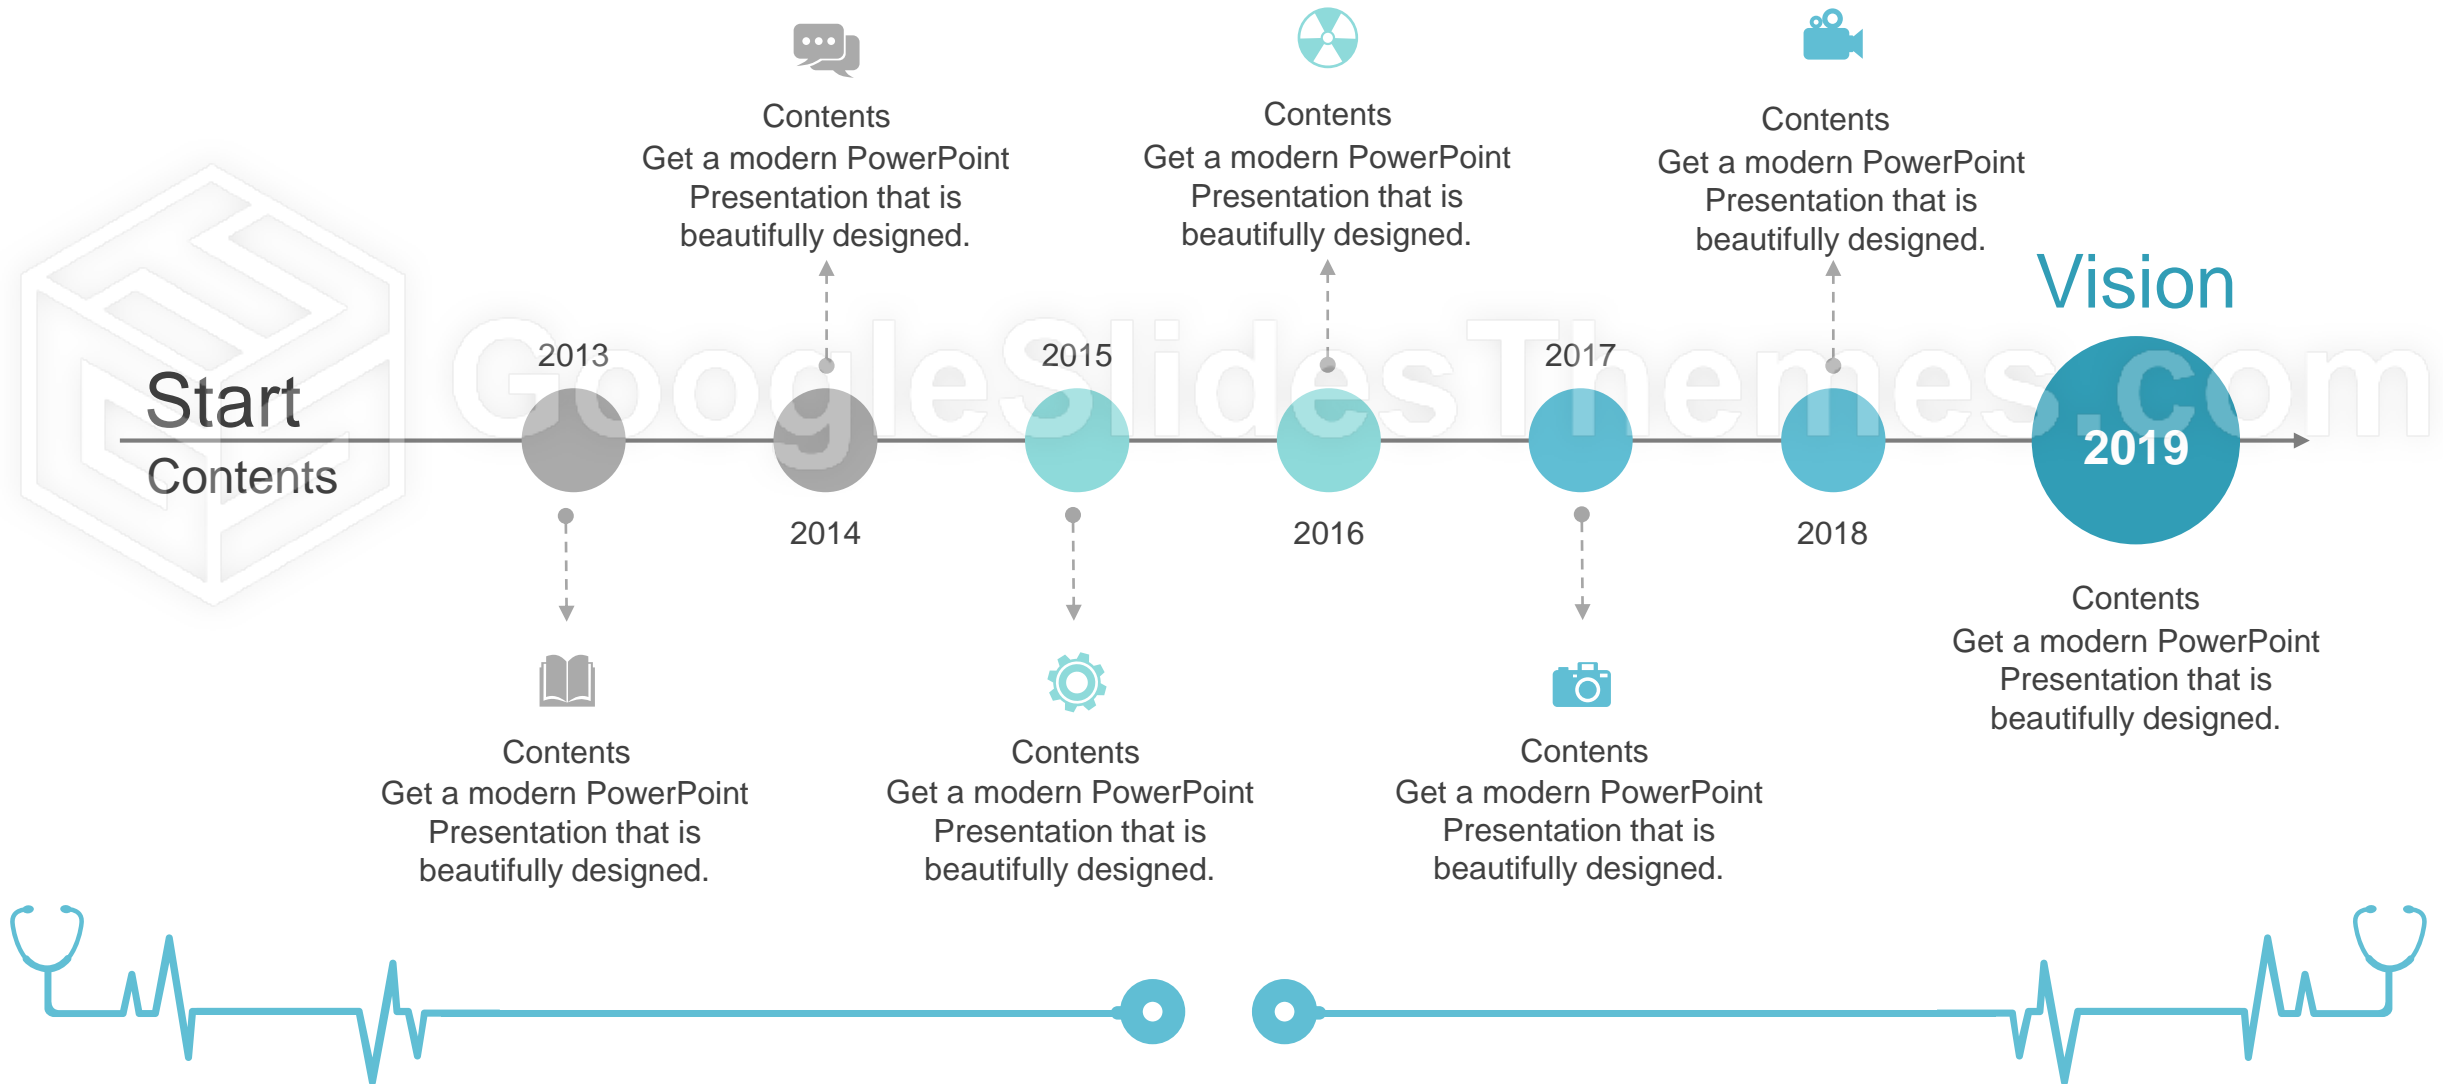 Contents
Get a modern PowerPoint
Presentation that is
beautifully designed.
Contents
Get a modern PowerPoint
Presentation that is
beautifully designed.
Contents
Get a modern PowerPoint
Presentation that is
beautifully designed.
Vision
2013
2015
2017
GoogleSlidesThemes.com
Start
Contents
2019
2014
2016
2018
Contents
Get a modern PowerPoint
Presentation that is
beautifully designed.
Contents
Get a modern PowerPoint
Presentation that is
beautifully designed.
Contents
Get a modern PowerPoint
Presentation that is
beautifully designed.
Contents
Get a modern PowerPoint
Presentation that is
beautifully designed.